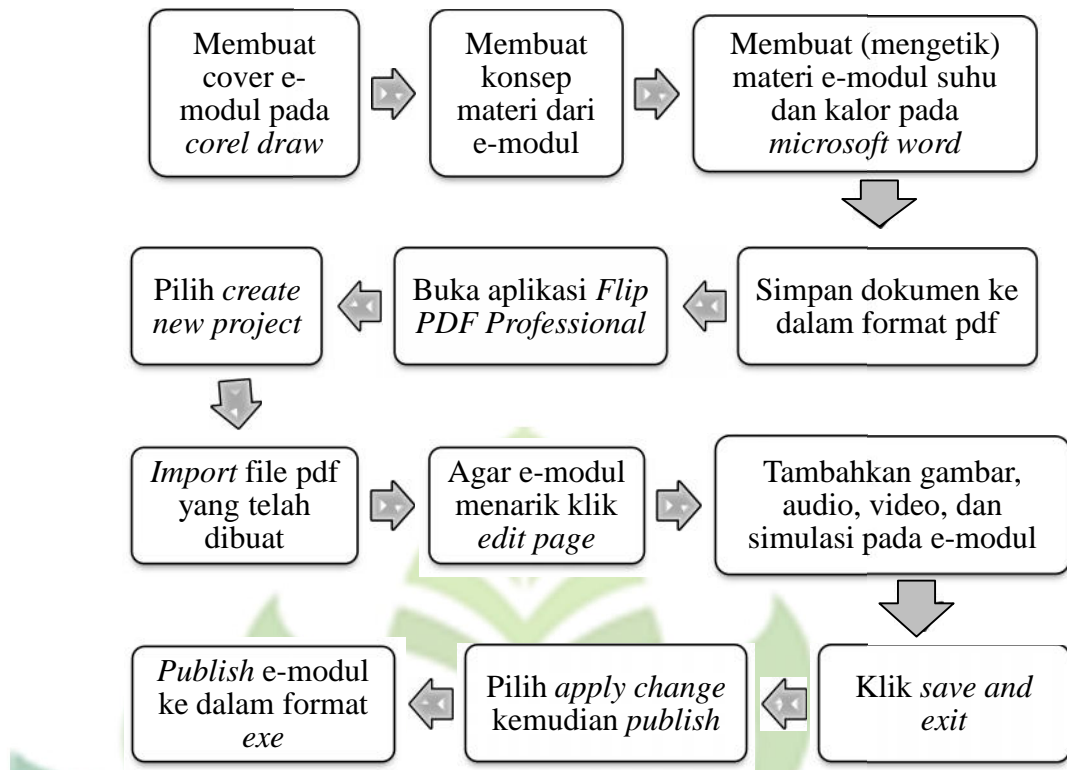 Membuat
cover e-
modul pada
corel draw
Membuat
konsep
materi dari
e-modul
Membuat (mengetik)
materi e-modul suhu
dan kalor pada
microsoft word
Simpan dokumen ke
dalam format pdf
Buka aplikasi Flip
PDF Professional
Pilih create
new project
Import file pdf
yang telah
dibuat
Agar e-modul
menarik klik
edit page
Tambahkan gambar,
audio, video, dan
simulasi pada e-modul
Klik save and
exit
Pilih apply change
kemudian publish
Publish e-modul
ke dalam format
exe